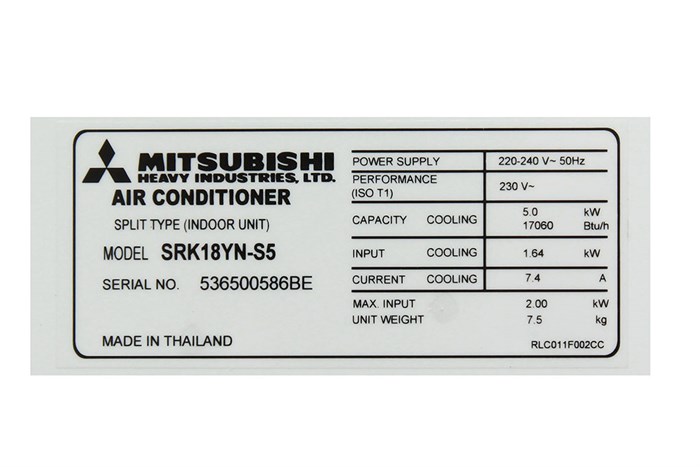 MITSUBISHI
HEAVY INDUSTRIES, LTD.
AIR CONDITIONER
SPLIT TYPE (INDOOR UNIT)
MODEL SRK18YN-S5
SERIAL NO. 536500586BE
MADE IN THAILAND
POWER SUPPLY 220-240 V~ 50Hz
PERFORMANCE
(ISO T1) 230 V~
CAPACITY COOLING 5.0 kW
17060 Btu/h
INPUT COOLING 1.64 kW
CURRENT COOLING 7.4 A
MAX. INPUT 2.00 kW
UNIT WEIGHT 7.5 kg
RLC011F002CC